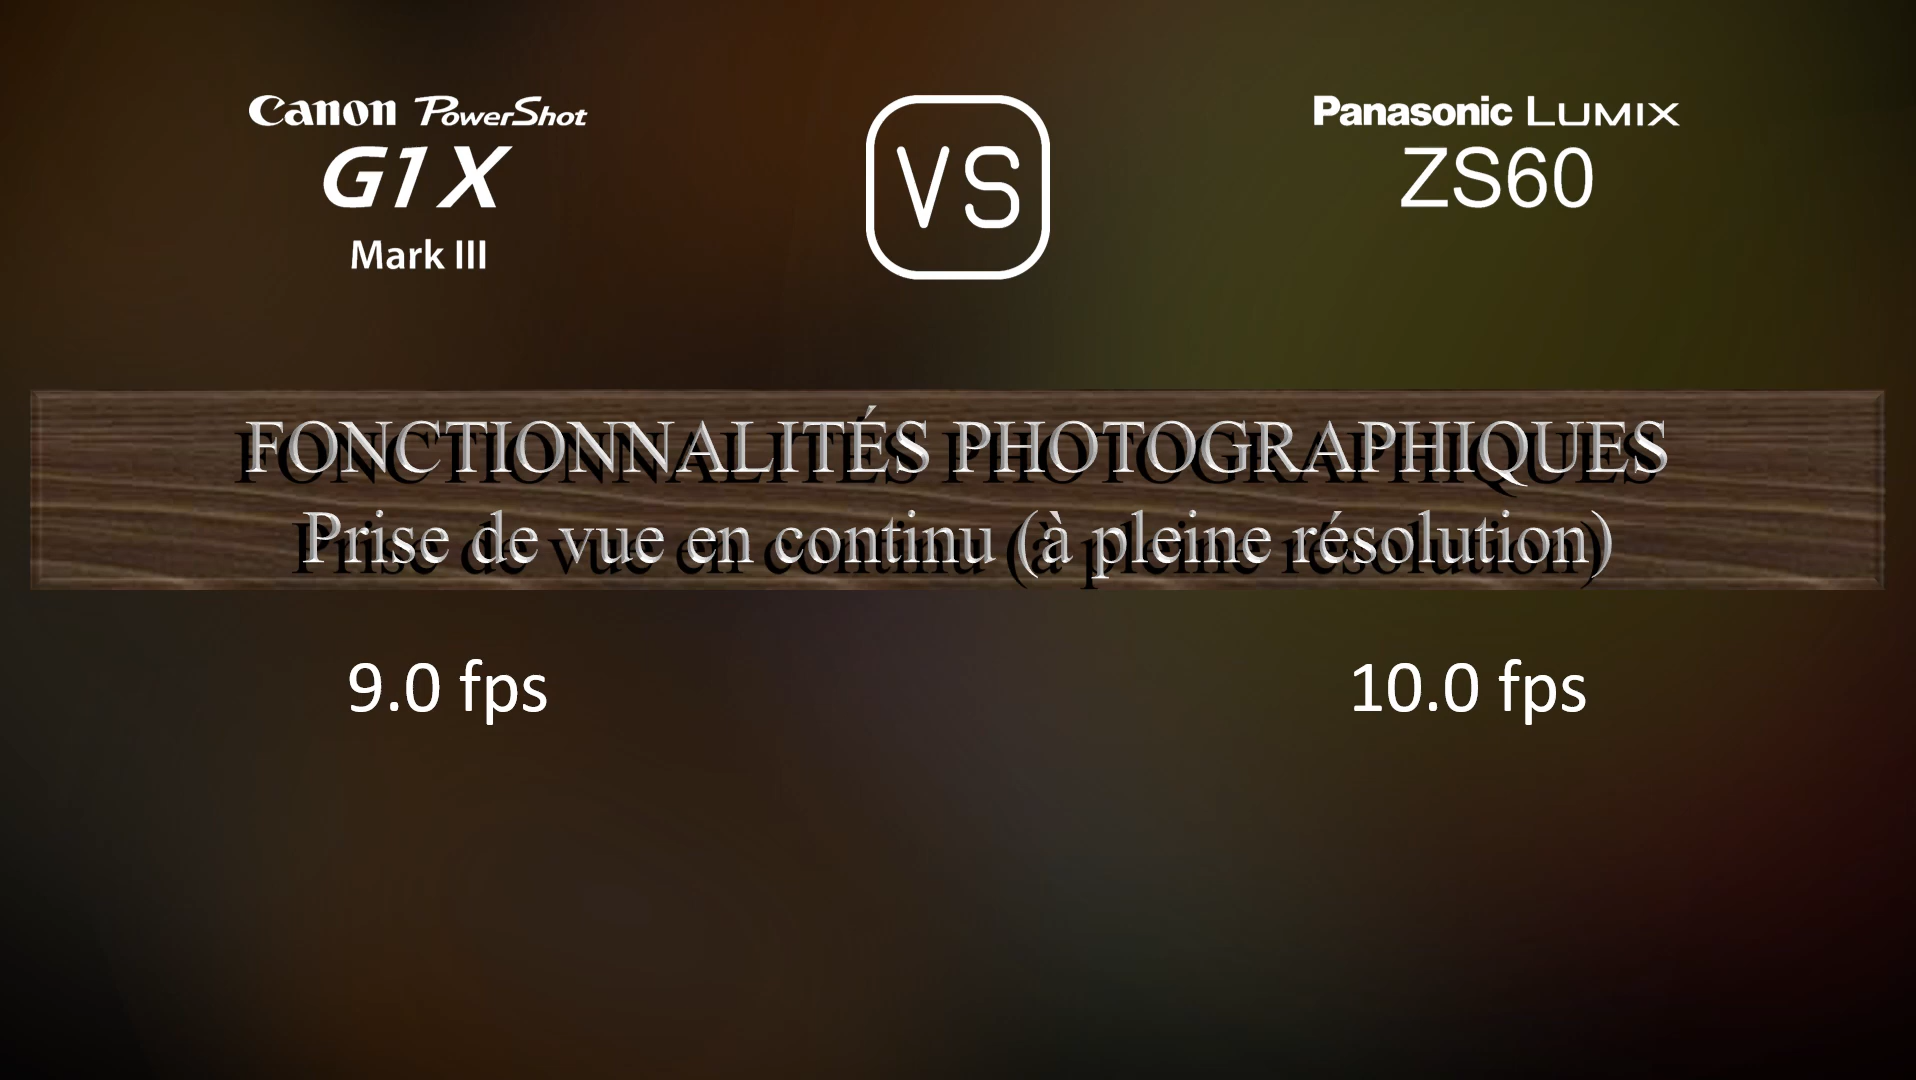 Canon PowerShot
G1 X
Mark III
VS
Panasonic LUMIX
ZS60
FONCTIONNALITÉS PHOTOGRAPHIQUES
Prise de vue en continu (à pleine résolution)
9.0 fps
10.0 fps